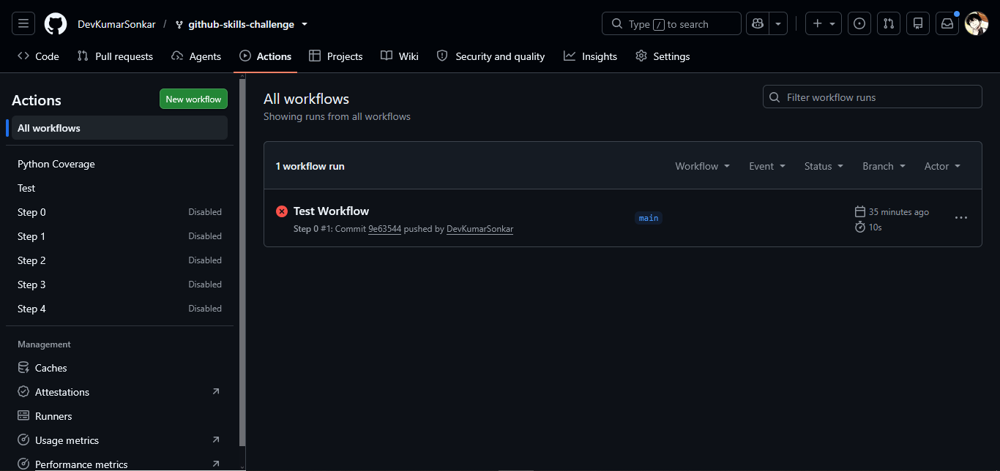 DevKumarSonkar / github-skills-challenge
Type / to search
Code Pull requests Agents Actions Projects Wiki Security and quality Insights Settings
Actions
New workflow
All workflows
Python Coverage
Test
Step 0 Disabled
Step 1 Disabled
Step 2 Disabled
Step 3 Disabled
Step 4 Disabled
Management
Caches
Attestations
Runners
Usage metrics
Performance metrics
All workflows
Showing runs from all workflows
Filter workflow runs
1 workflow run
Workflow Event Status Branch Actor
Test Workflow
Step 0 #1: Commit 9e63544 pushed by DevKumarSonkar
main
35 minutes ago
10s